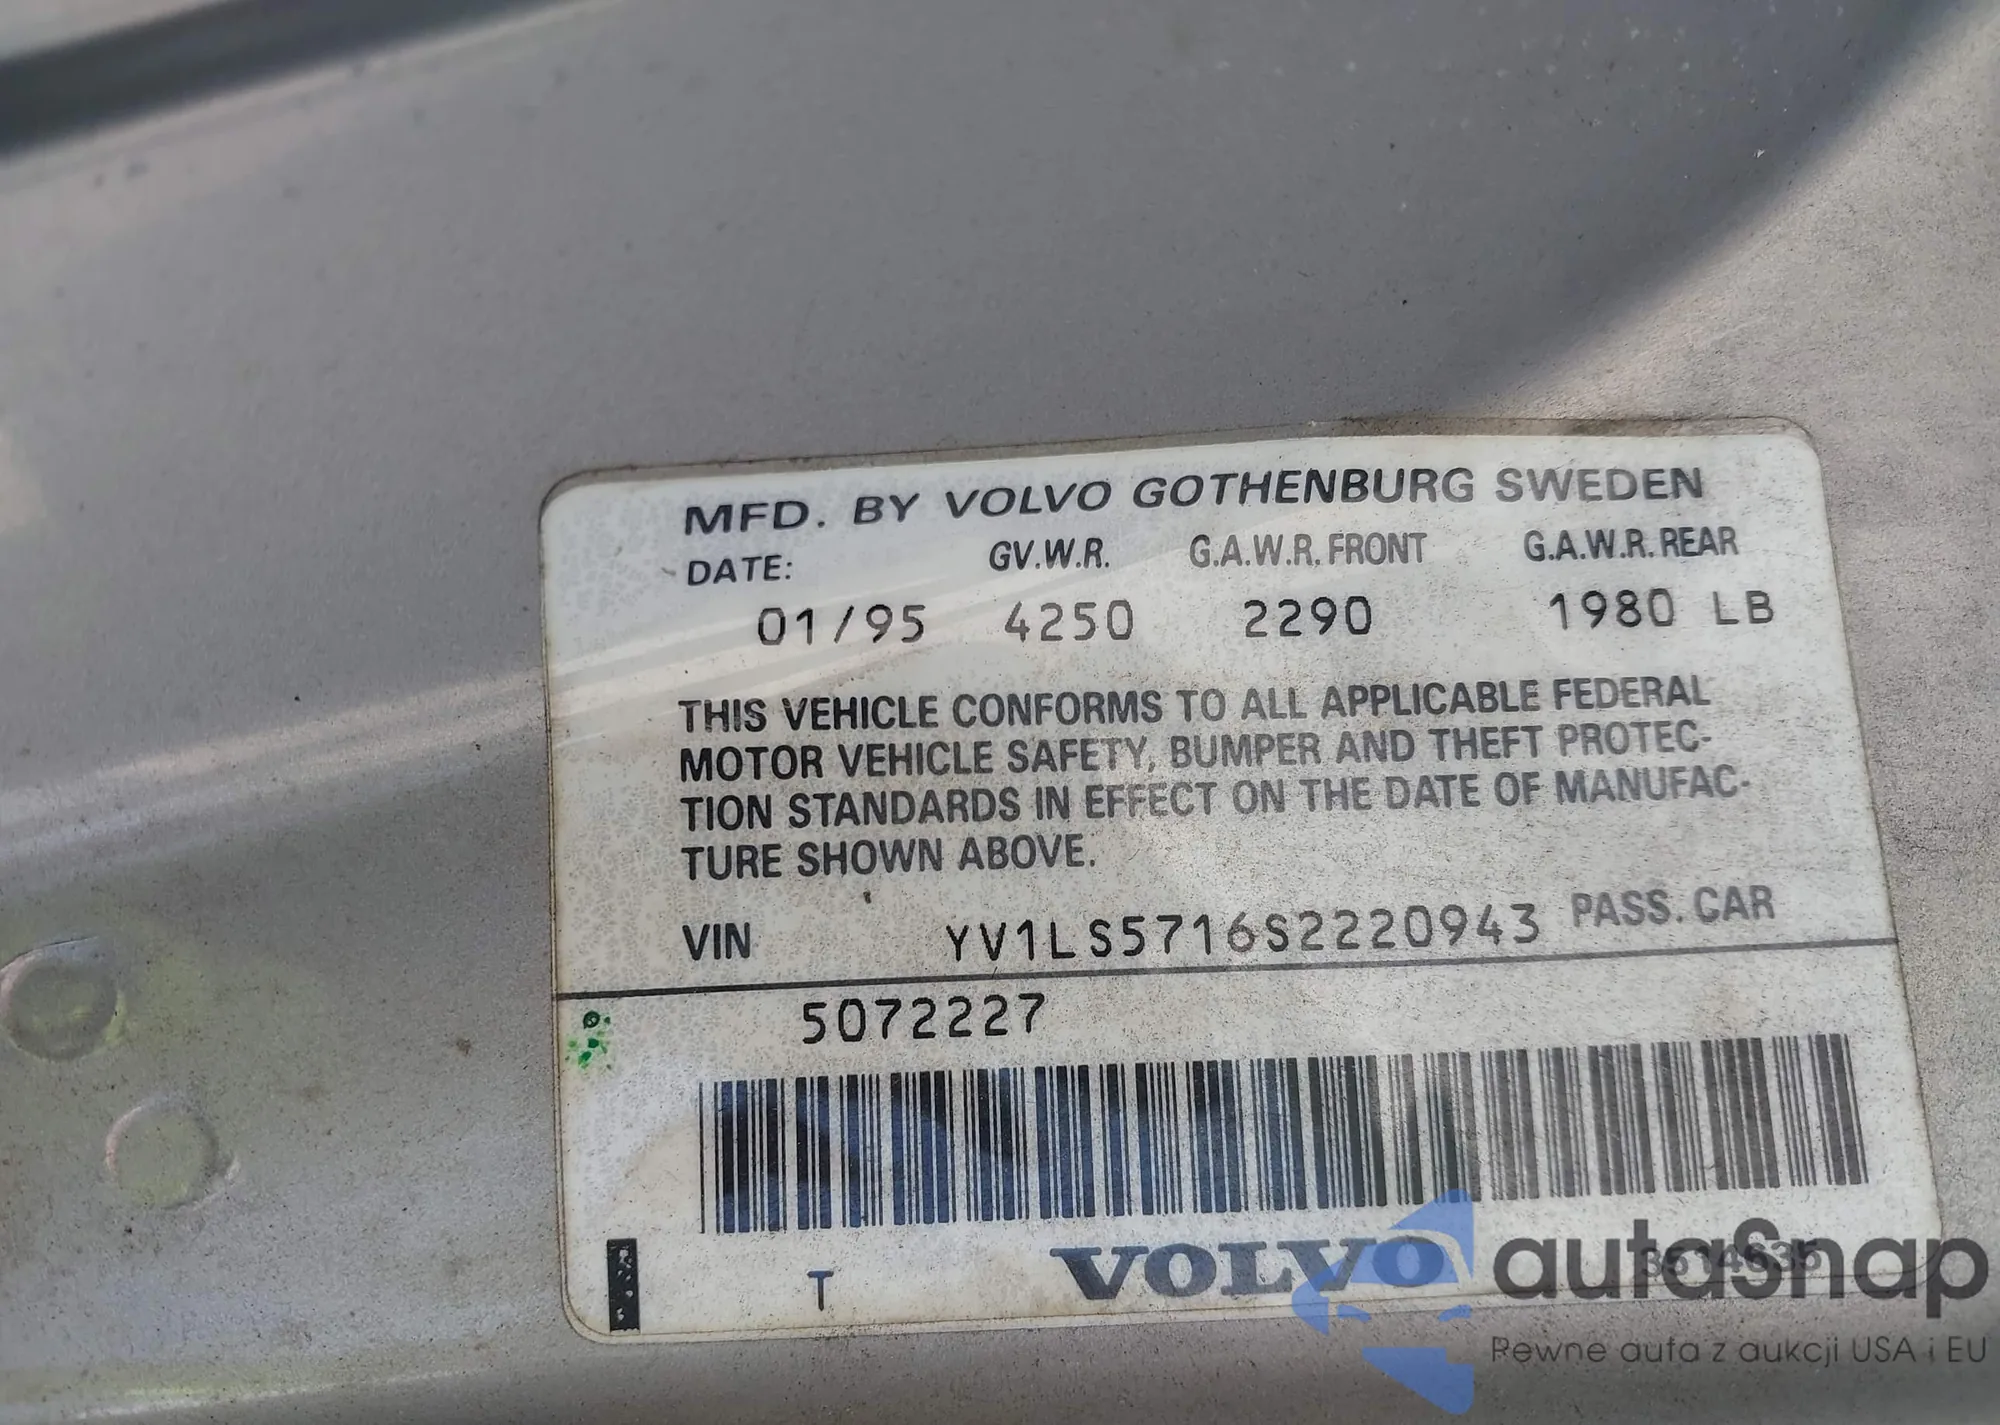 MFD. BY VOLVO GOTHENBURG SWEDEN
DATE: GV.W.R. G.A.W.R. FRONT G.A.W.R. REAR
01/95 4250 2290 1980 LB
THIS VEHICLE CONFORMS TO ALL APPLICABLE FEDERAL
MOTOR VEHICLE SAFETY, BUMPER AND THEFT PROTEC-
TION STANDARDS IN EFFECT ON THE DATE OF MANUFAC-
TURE SHOWN ABOVE.
VIN YV1LS5716S2220943 PASS. CAR
5072227
T VOLVO 3514635
autaSnap
Pewne auta z aukcji USA i EU